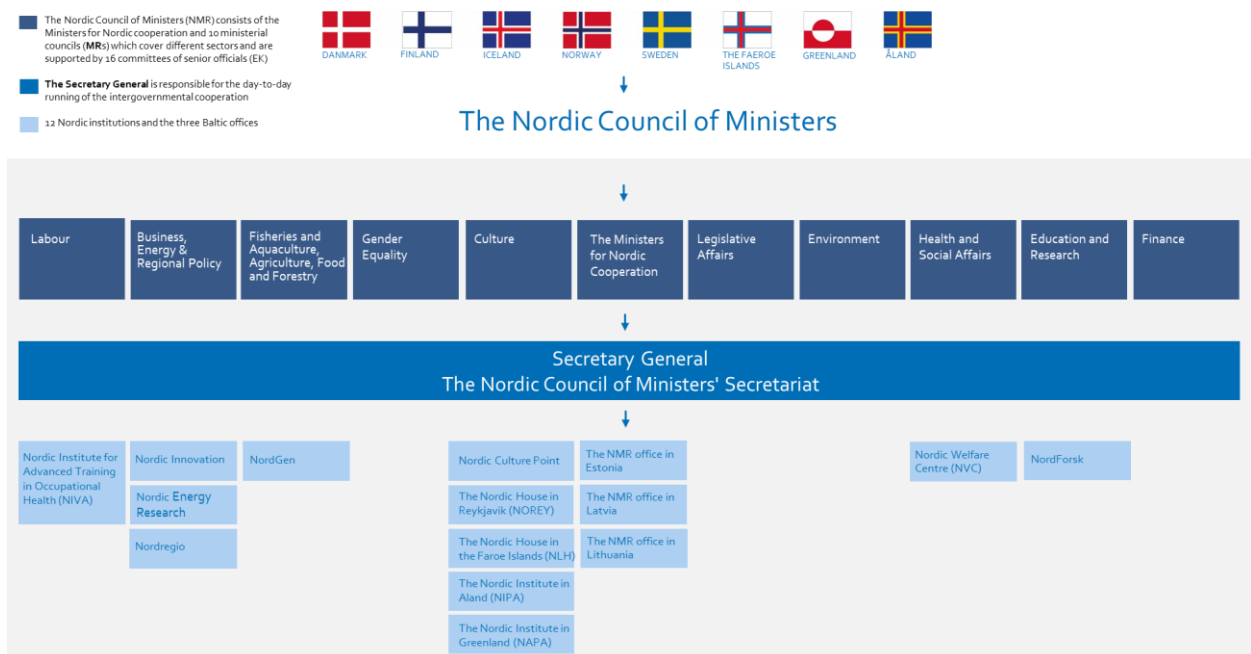 The Nordic Council of Ministers (NMR) consists of the
Ministers for Nordic cooperation and 10 ministerial
councils (MRs) which cover different sectors and are
supported by 16 committees of senior officials (EK)
The Secretary General is responsible for the day-to-day
running of the intergovernmental cooperation
12 Nordic institutions and the three Baltic offices
DANMARK
FINLAND
ICELAND
NORWAY
SWEDEN
THE FAEROE
ISLANDS
GREENLAND
ÅLAND
The Nordic Council of Ministers
Labour
Business,
Energy &
Regional Policy
Fisheries and
Aquaculture,
Agriculture, Food
and Forestry
Gender
Equality
Culture
The Ministers
for Nordic
Cooperation
Legislative
Affairs
Environment
Health and
Social Affairs
Education and
Research
Finance
Secretary General
The Nordic Council of Ministers' Secretariat
Nordic Institute for
Advanced Training
in Occupational
Health (NIVA)
Nordic Innovation
Nordic Energy
Research
Nordregio
NordGen
Nordic Culture Point
The Nordic House in
Reykjavik (NOREY)
The Nordic House in
the Faroe Islands (NLH)
The Nordic Institute in
Aland (NIPA)
The Nordic Institute in
Greenland (NAPA)
The NMR office in
Estonia
The NMR office in
Latvia
The NMR office in
Lithuania
Nordic Welfare
Centre (NVC)
NordForsk